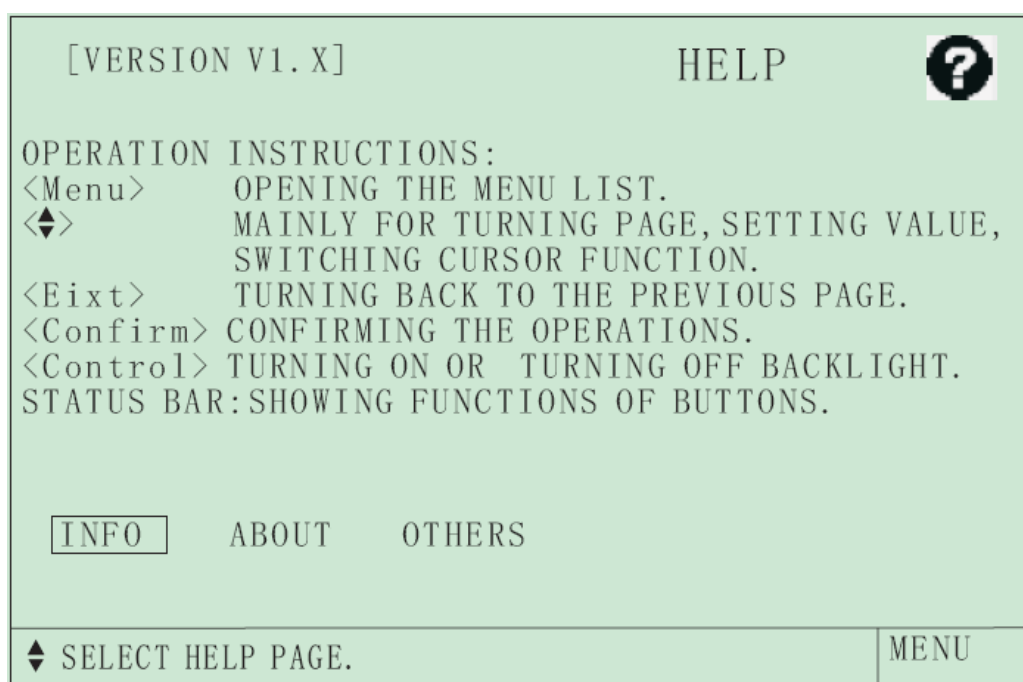 [VERSION V1.X] HELP ?
OPERATION INSTRUCTIONS:
<Menu> OPENING THE MENU LIST.
<♦> MAINLY FOR TURNING PAGE,SETTING VALUE,
SWITCHING CURSOR FUNCTION.
<Eixt> TURNING BACK TO THE PREVIOUS PAGE.
<Confirm> CONFIRMING THE OPERATIONS.
<Control> TURNING ON OR TURNING OFF BACKLIGHT.
STATUS BAR:SHOWING FUNCTIONS OF BUTTONS.
INFO ABOUT OTHERS
♦ SELECT HELP PAGE. MENU